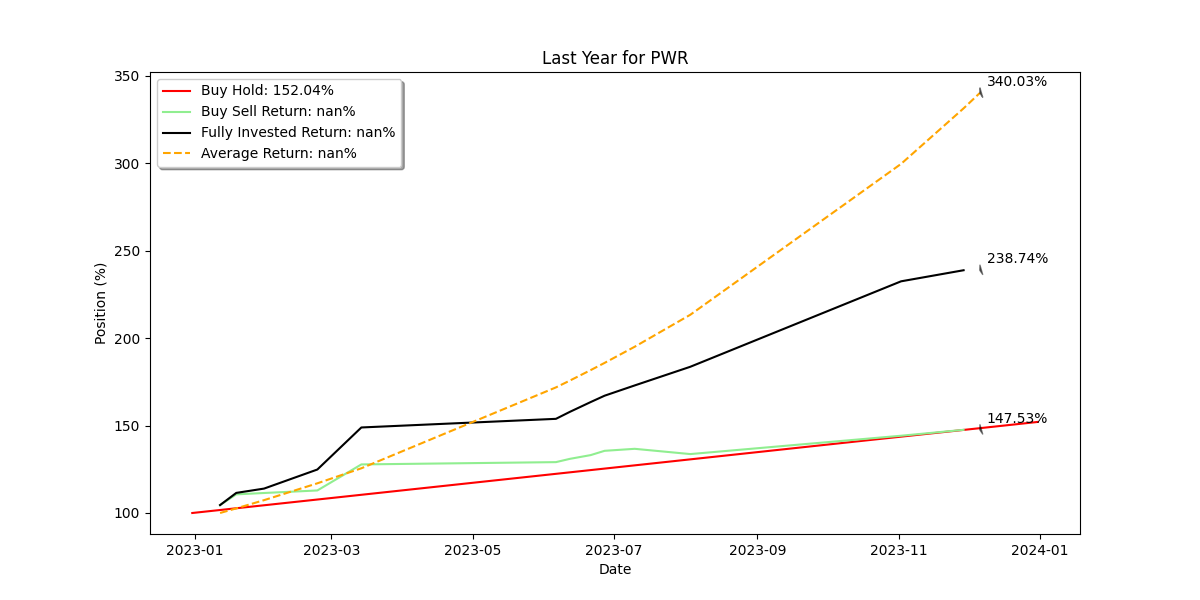 Last Year for PWR
Buy Hold: 152.04%
Buy Sell Return: nan%
Fully Invested Return: nan%
Average Return: nan%
340.03%
238.74%
147.53%
350
300
250
200
150
100
Position (%)
2023-01 2023-03 2023-05 2023-07 2023-09 2023-11 2024-01
Date